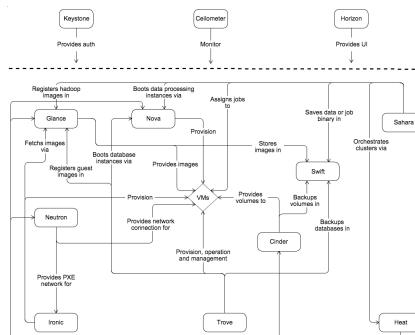 Keystone
Ceilometer
Horizon
Provides auth
Monitor
Provides UI
Registers hadoop
images in
Boots data processing
instances via
Assigns jobs
to
Saves data or job
binary in
Sahara
Glance
Nova
Provision
Orchestrates
clusters via
Fetchs images
via
Boots database
instances via
Stores
images in
Registers guest
images in
Provides images
Swift
Provision
VMs
Provides
volumes to
Backups
volumes in
Neutron
Provides network
connection for
Backups
databases in
Cinder
Provision, operation
and management
Provides PXE
network for
Ironic
Trove
Heat